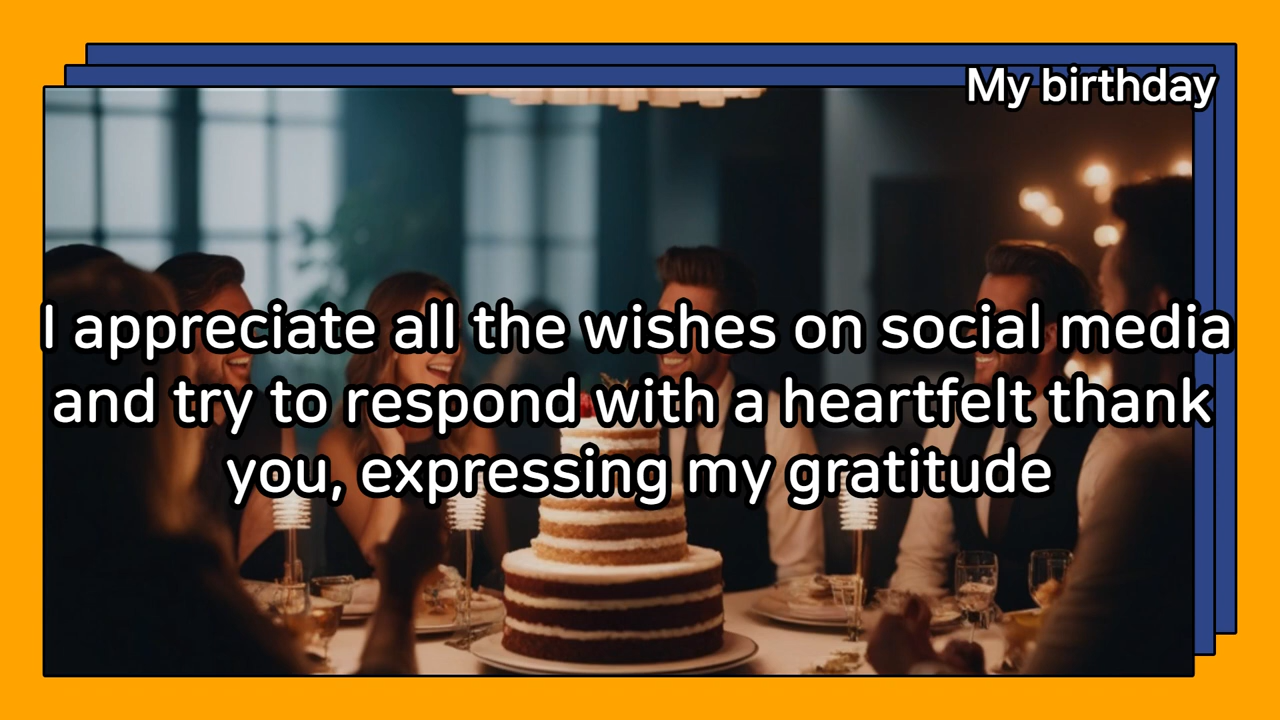 My birthday
I appreciate all the wishes on social media
and try to respond with a heartfelt thank
you, expressing my gratitude